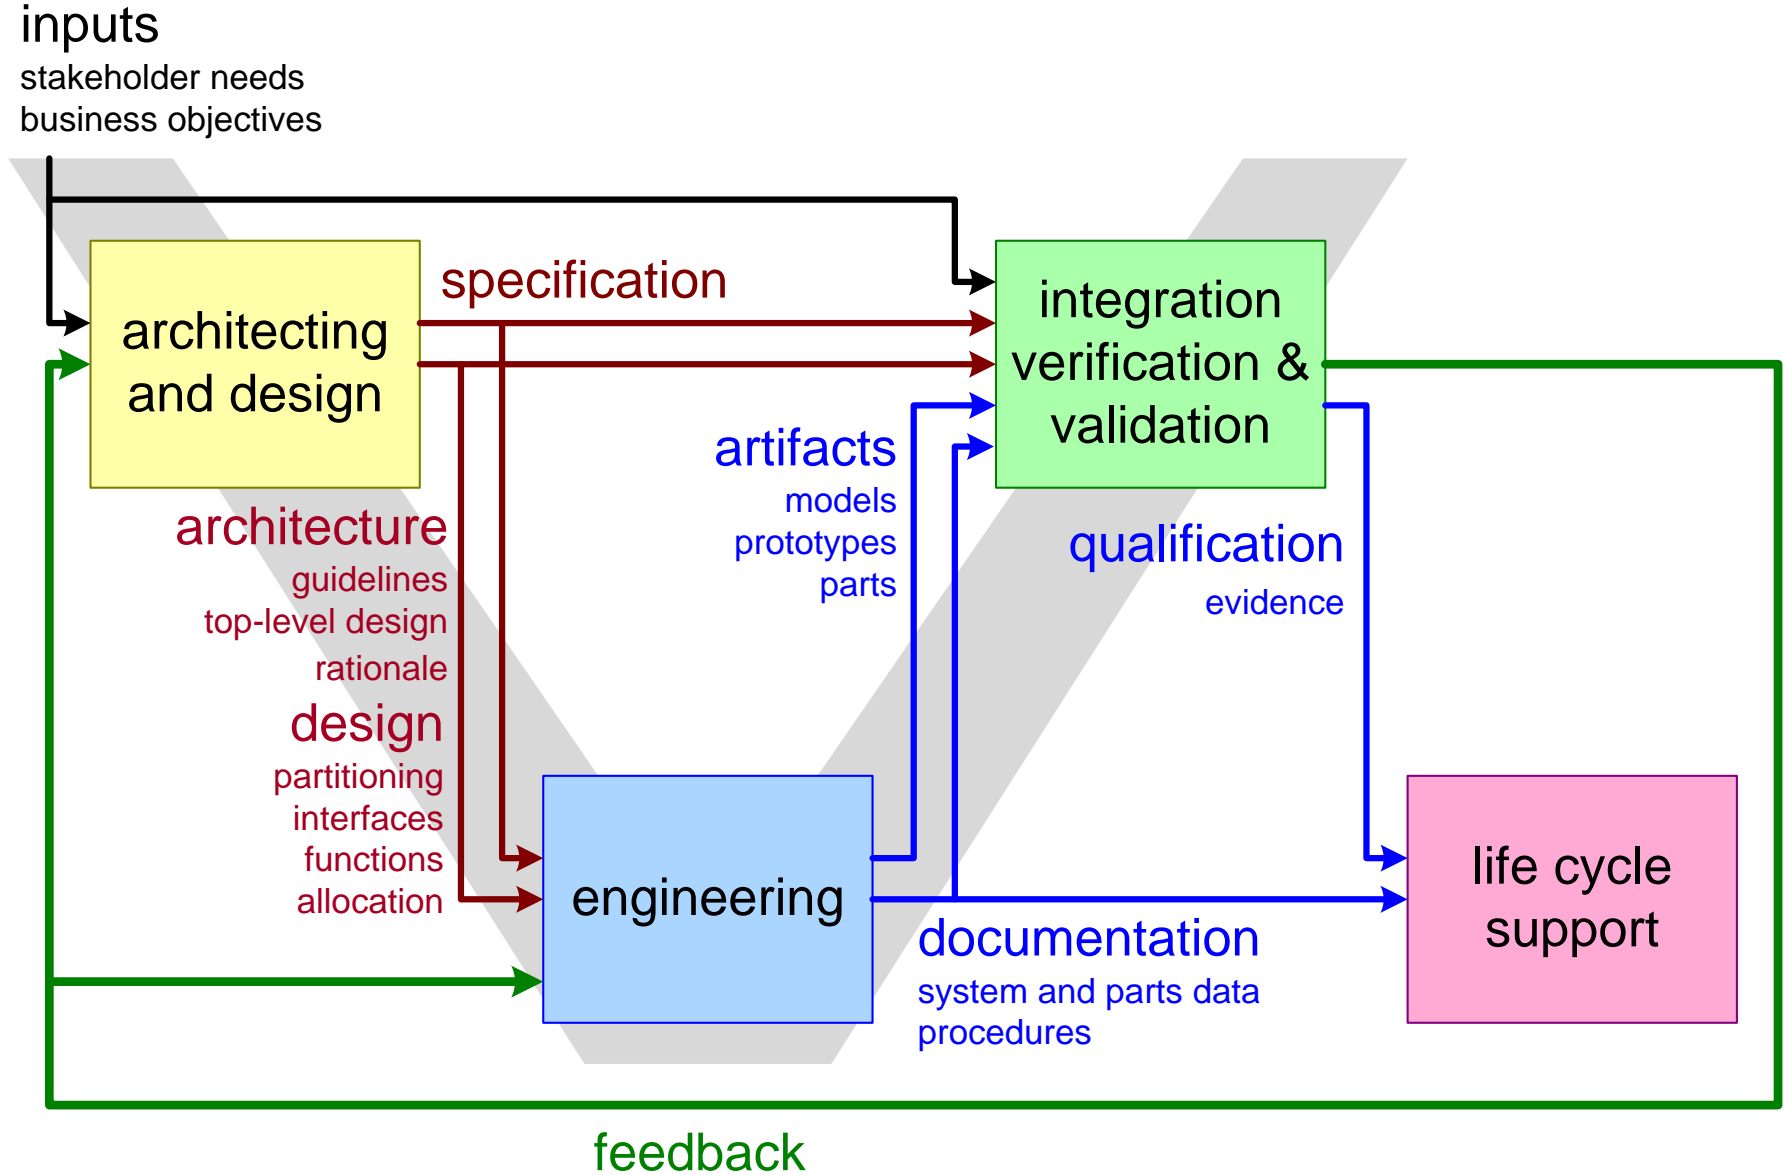 inputs
stakeholder needs
business objectives
architecting
and design
specification
integration
verification &
validation
architecture
guidelines
top-level design
rationale
design
partitioning
interfaces
functions
allocation
artifacts
models
prototypes
parts
qualification
evidence
engineering
documentation
system and parts data
procedures
life cycle
support
feedback